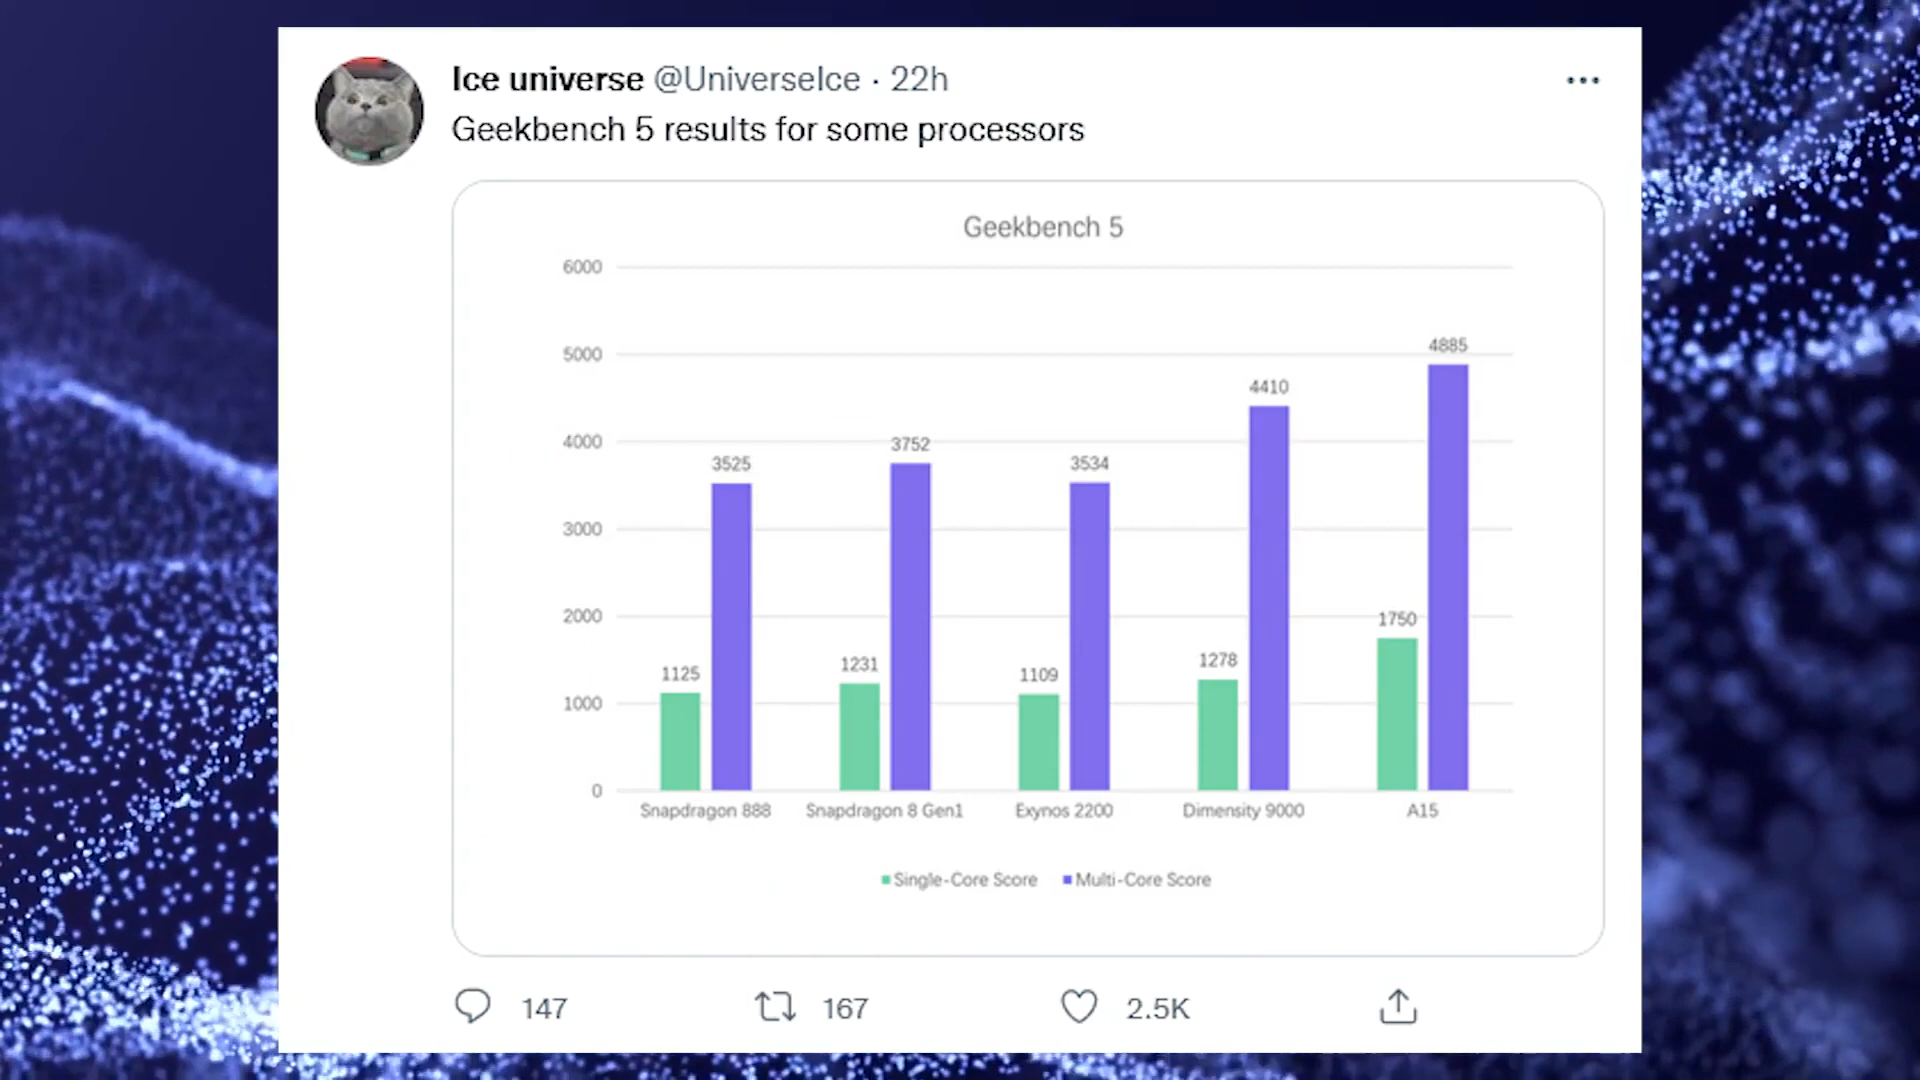 Ice universe @UniverseIce · 22h
Geekbench 5 results for some processors
Geekbench 5
6000
5000
4000
3000
2000
1000
0
1125
3525
1231
3752
1109
3534
1278
4410
1750
4885
Snapdragon 888
Snapdragon 8 Gen1
Exynos 2200
Dimensity 9000
A15
Single-Core Score
Multi-Core Score
147
167
2.5K